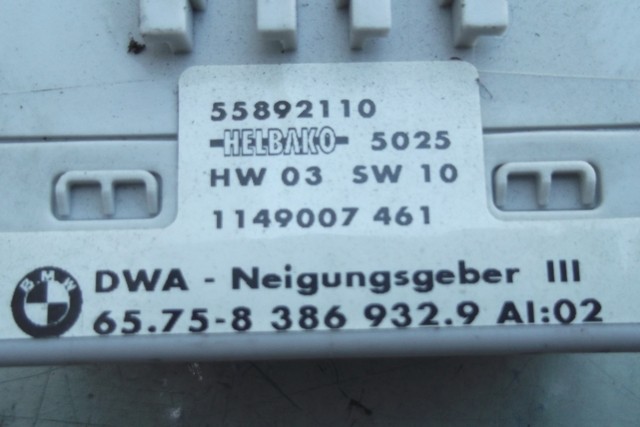 55892110
HELBAKO 5025
HW 03 SW 10
1149007 461
BMW
DWA - Neigungsgeber III
65.75-8 386 932.9 AI:02